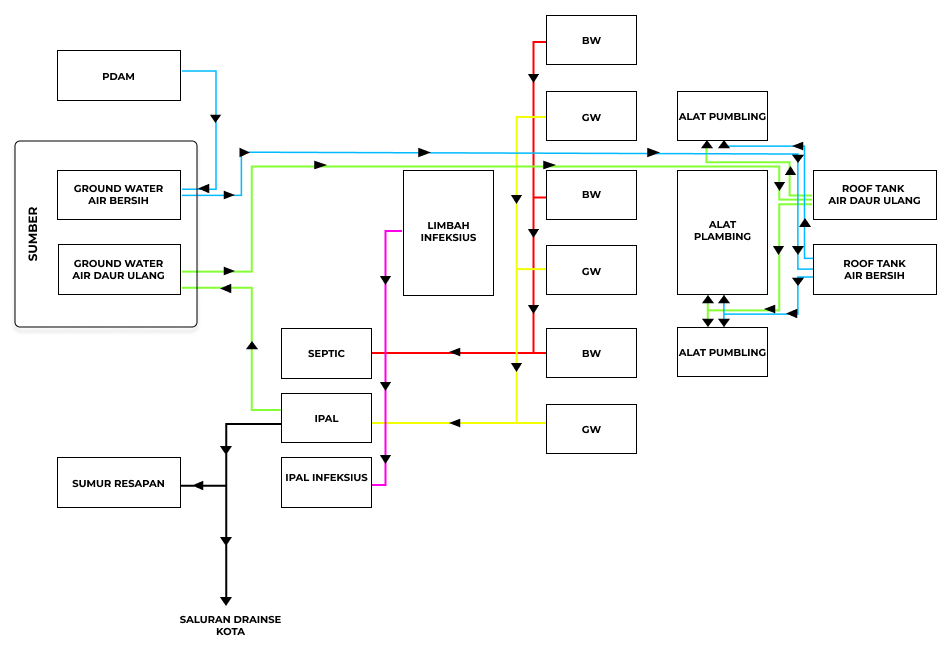 BW
PDAM
GW
ALAT PUMBLING
SUMBER
GROUND WATER
AIR BERSIH
LIMBAH
INFEKSIUS
BW
ALAT
PLAMBING
ROOF TANK
AIR DAUR ULANG
GROUND WATER
AIR DAUR ULANG
GW
ROOF TANK
AIR BERSIH
SEPTIC
BW
ALAT PUMBLING
IPAL
GW
SUMUR RESAPAN
IPAL INFEKSIUS
SALURAN DRAINSE
KOTA